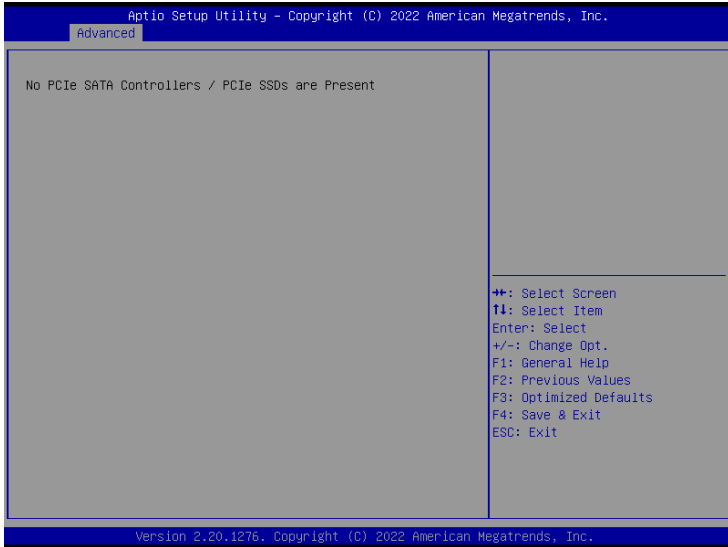 Aptio Setup Utility – Copyright (C) 2022 American Megatrends, Inc.
Advanced
No PCIe SATA Controllers / PCIe SSDs are Present
→←: Select Screen
↑↓: Select Item
Enter: Select
+/-: Change Opt.
F1: General Help
F2: Previous Values
F3: Optimized Defaults
F4: Save & Exit
ESC: Exit
Version 2.20.1276. Copyright (C) 2022 American Megatrends, Inc.